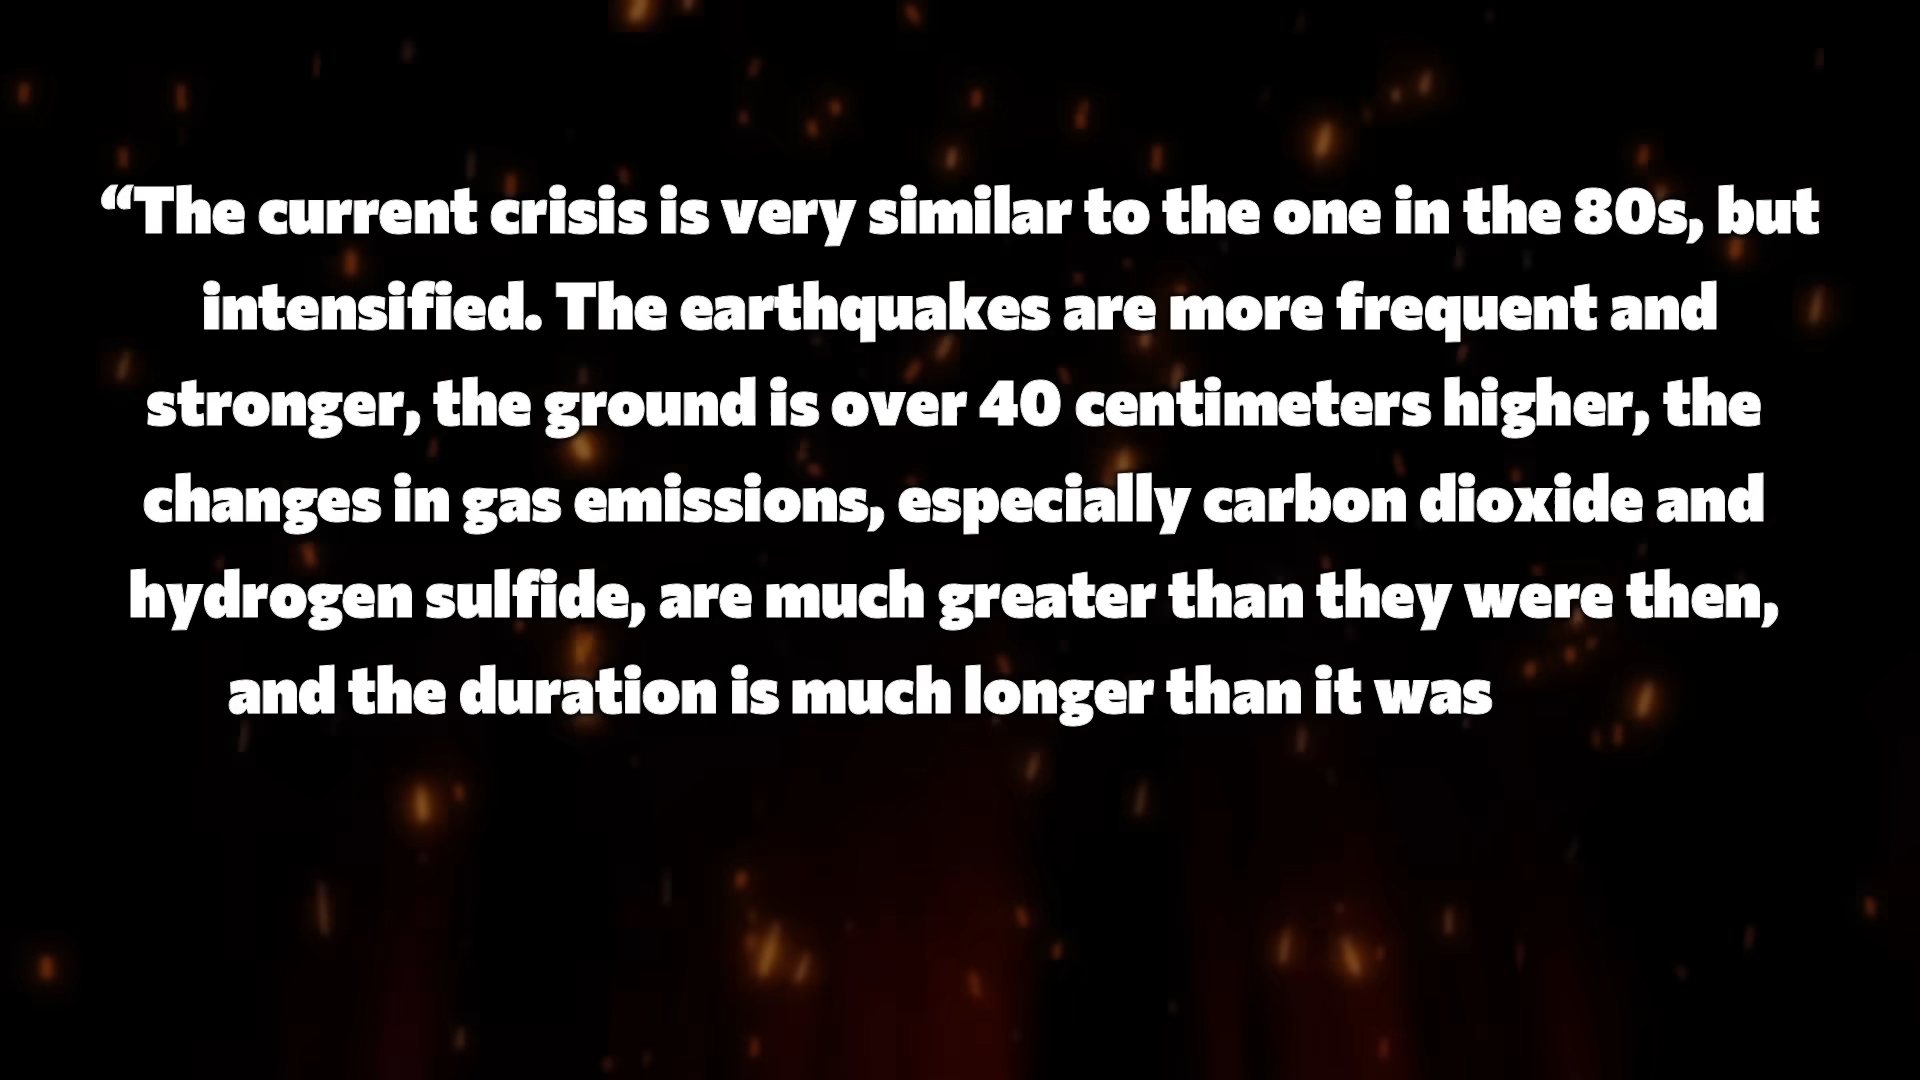 “The current crisis is very similar to the one in the 80s, but
intensified. The earthquakes are more frequent and
stronger, the ground is over 40 centimeters higher, the
changes in gas emissions, especially carbon dioxide and
hydrogen sulfide, are much greater than they were then,
and the duration is much longer than it was